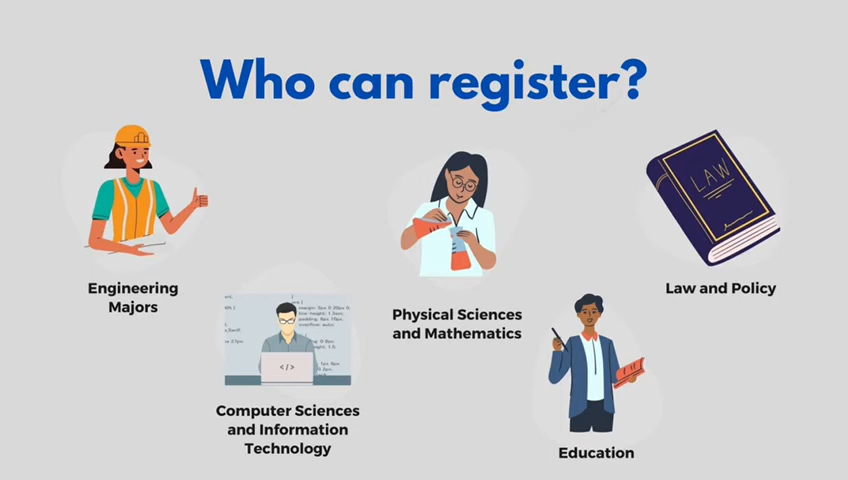 Who can register?
LAW
Engineering
Majors
Physical Sciences
and Mathematics
Law and Policy
</>
Computer Sciences
and Information
Technology
Education